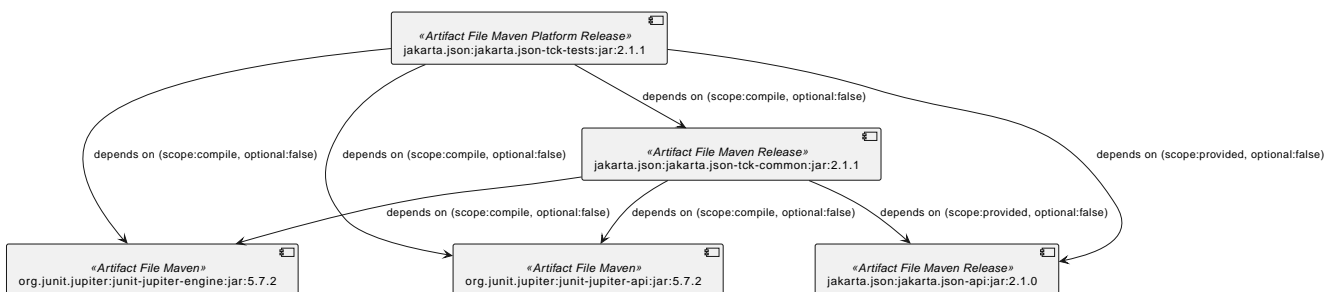 «Artifact File Maven Platform Release»
jakarta.json:jakarta.json-tck-tests:jar:2.1.1
depends on (scope:compile, optional:false)
«Artifact File Maven Release»
jakarta.json:jakarta.json-tck-common:jar:2.1.1
depends on (scope:compile, optional:false)
depends on (scope:compile, optional:false)
depends on (scope:provided, optional:false)
depends on (scope:compile, optional:false)
depends on (scope:compile, optional:false)
depends on (scope:provided, optional:false)
«Artifact File Maven»
org.junit.jupiter:junit-jupiter-engine:jar:5.7.2
«Artifact File Maven»
org.junit.jupiter:junit-jupiter-api:jar:5.7.2
«Artifact File Maven Release»
jakarta.json:jakarta.json-api:jar:2.1.0